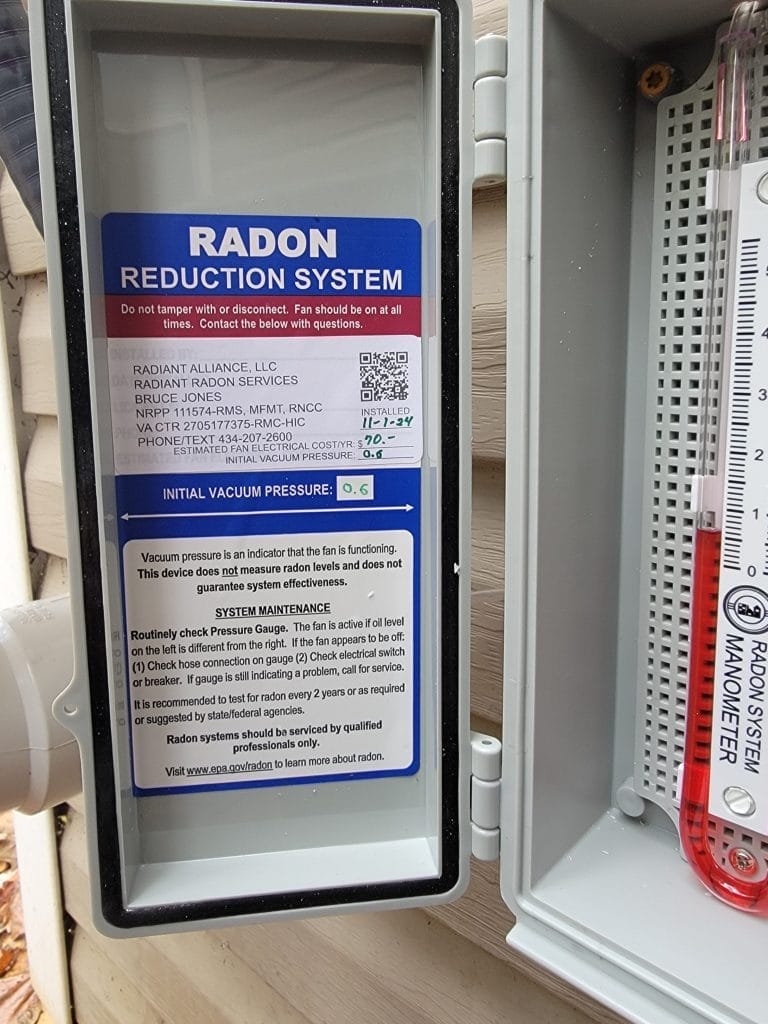 RADON
REDUCTION SYSTEM
Do not tamper with or disconnect. Fan should be on at all
times. Contact the below with questions.
RADIANT ALLIANCE, LLC
RADIANT RADON SERVICES
BRUCE JONES
NRPP 111574-RMS, MFMT, RNCC
VA CTR 2705177375-RMC-HIC
PHONE/TEXT 434-207-2600
INSTALLED
11-1-24
ESTIMATED FAN ELECTRICAL COST/YR: $70.-
INITIAL VACUUM PRESSURE: 0.6
INITIAL VACUUM PRESSURE: 0.6
Vacuum pressure is an indicator that the fan is functioning.
This device does not measure radon levels and does not
guarantee system effectiveness.
SYSTEM MAINTENANCE
Routinely check Pressure Gauge. The fan is active if oil level
on the left is different from the right. If the fan appears to be off:
(1) Check hose connection on gauge (2) Check electrical switch
or breaker. If gauge is still indicating a problem, call for service.
It is recommended to test for radon every 2 years or as required
or suggested by state/federal agencies.
Radon systems should be serviced by qualified
professionals only.
Visit www.epa.gov/radon to learn more about radon.
4
3
2
1
0
RADON SYSTEM
MANOMETER